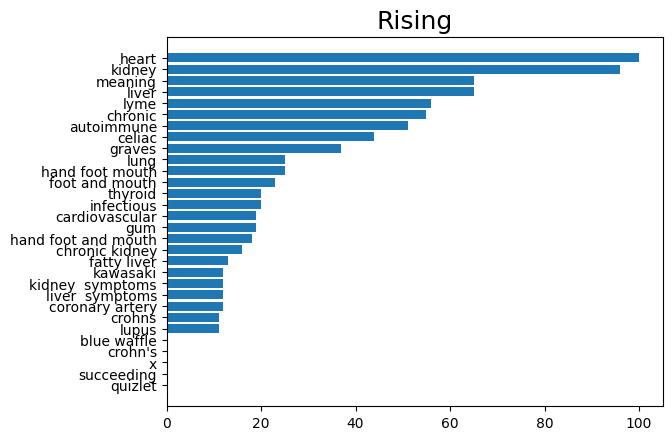 Rising
heart
kidney
meaning
liver
lyme
chronic
autoimmune
celiac
graves
lung
hand foot mouth
foot and mouth
thyroid
infectious
cardiovascular
gum
hand foot and mouth
chronic kidney
fatty liver
kawasaki
kidney  symptoms
liver  symptoms
coronary artery
crohns
lupus
blue waffle
crohn's
x
succeeding
quizlet
0 20 40 60 80 100